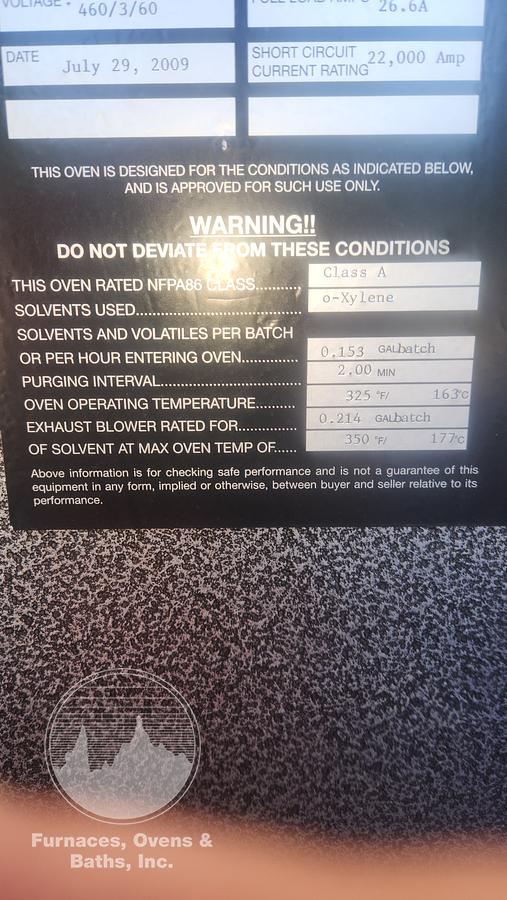 VOLTAGE - 460/3/60
FULL LOAD AMPS 26.6A
DATE July 29, 2009
SHORT CIRCUIT 22,000 Amp
CURRENT RATING
THIS OVEN IS DESIGNED FOR THE CONDITIONS AS INDICATED BELOW,
AND IS APPROVED FOR SUCH USE ONLY.
WARNING!!
DO NOT DEVIATE FROM THESE CONDITIONS
THIS OVEN RATED NFPA86 CLASS........... Class A
SOLVENTS USED................................. o-Xylene
SOLVENTS AND VOLATILES PER BATCH
OR PER HOUR ENTERING OVEN............ 0.153 GAL/batch
PURGING INTERVAL............................ 2.00 MIN
OVEN OPERATING TEMPERATURE......... 325 °F/ 163°C
EXHAUST BLOWER RATED FOR............. 0.214 GAL/batch
OF SOLVENT AT MAX OVEN TEMP OF...... 350 °F/ 177°C
Above information is for checking safe performance and is not a guarantee of this
equipment in any form, implied or otherwise, between buyer and seller relative to its
performance.
Furnaces, Ovens &
Baths, Inc.